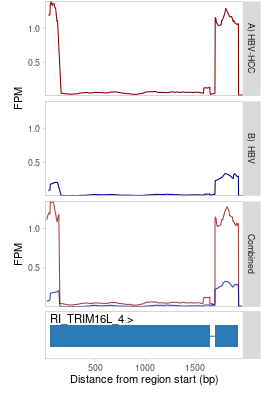 1.0
0.5
FPM
A) HBV-HCC
1.0
0.5
B) HBV
1.0
0.5
FPM
Combined
RI_TRIM16L_4 >
500 1000 1500
Distance from region start (bp)